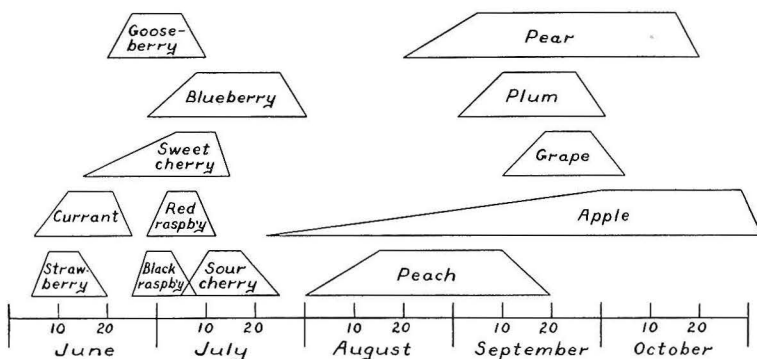 Goose-
berry
Pear
Blueberry
Plum
Sweet
cherry
Grape
Currant
Red
raspb'y
Apple
Straw-
berry
Black
raspb'y
Sour
cherry
Peach
10 20 10 20 10 20 10 20 10 20
June July August September October